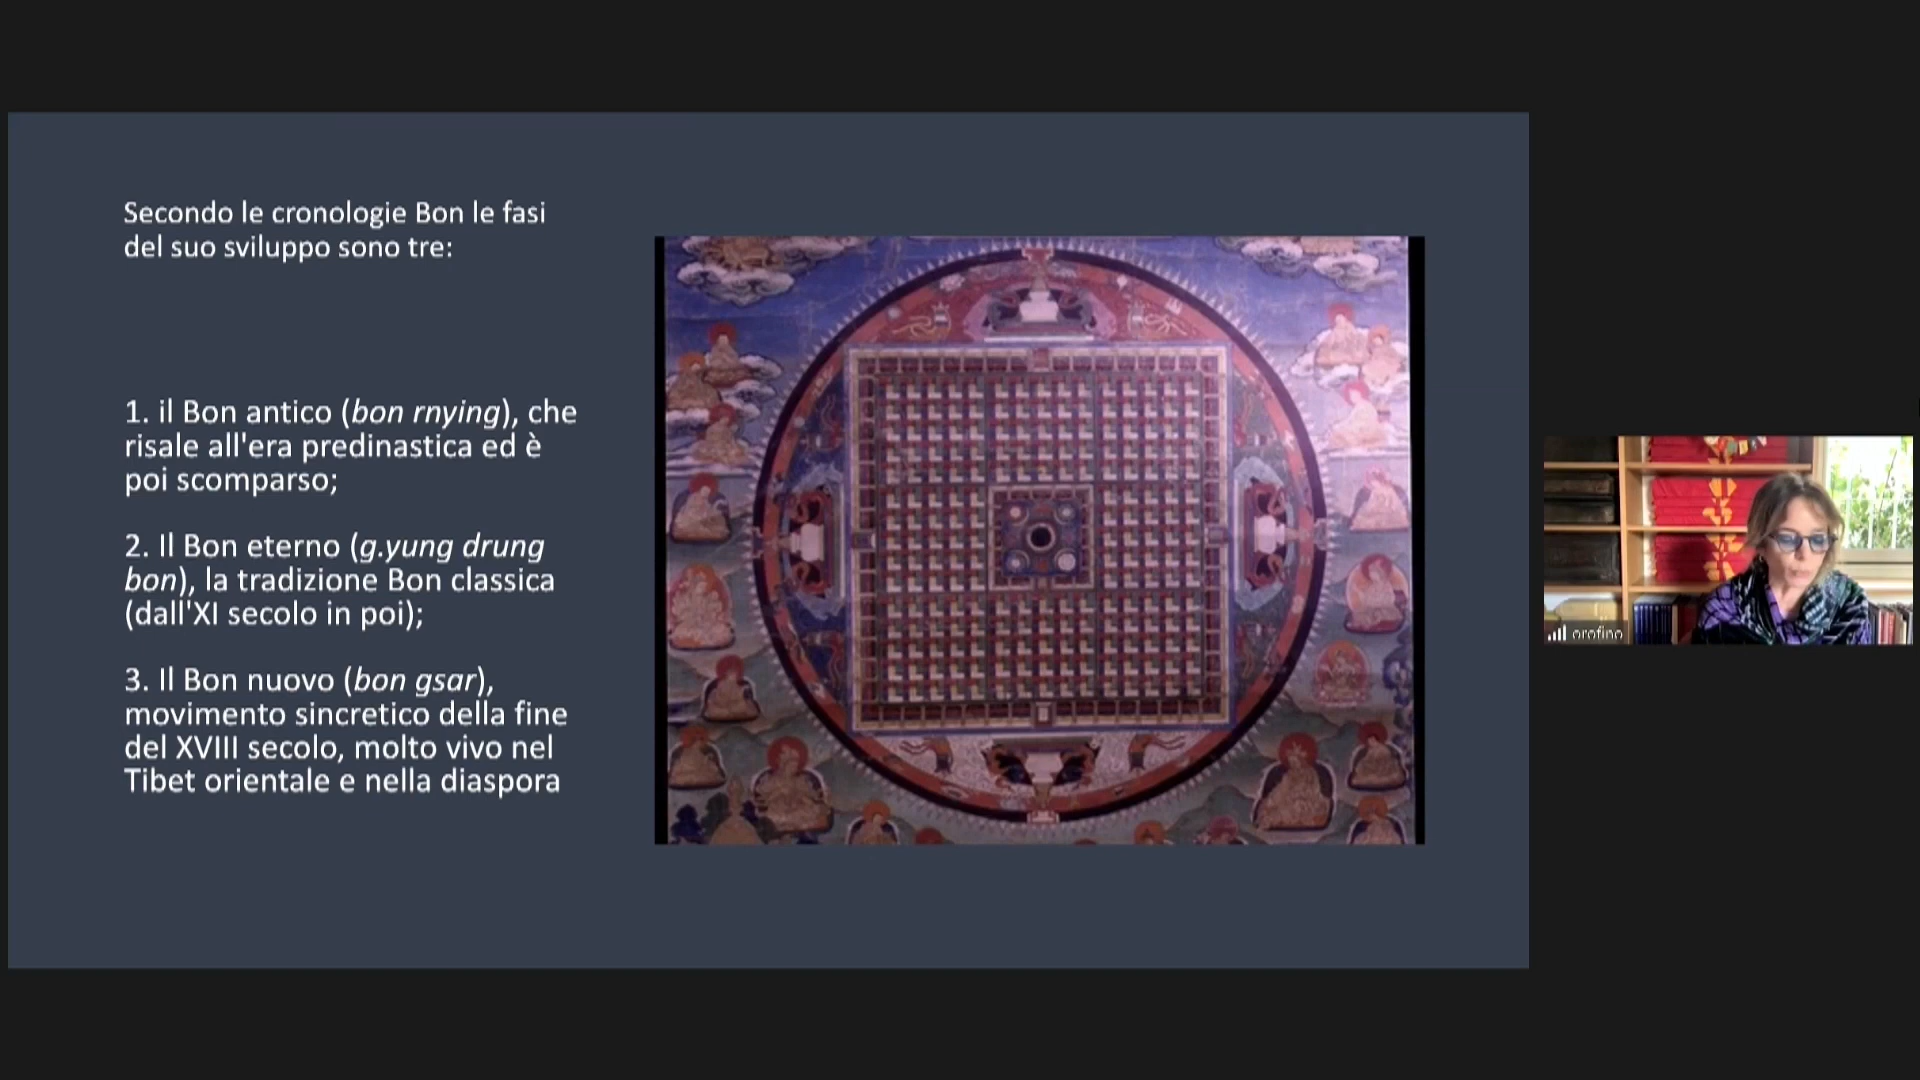 Secondo le cronologie Bon le fasi
del suo sviluppo sono tre:
1. il Bon antico (bon rnying), che
risale all'era predinastica ed è
poi scomparso;
2. Il Bon eterno (g.yung drung
bon), la tradizione Bon classica
(dall'XI secolo in poi);
3. Il Bon nuovo (bon gsar),
movimento sincretico della fine
del XVIII secolo, molto vivo nel
Tibet orientale e nella diaspora
orofino